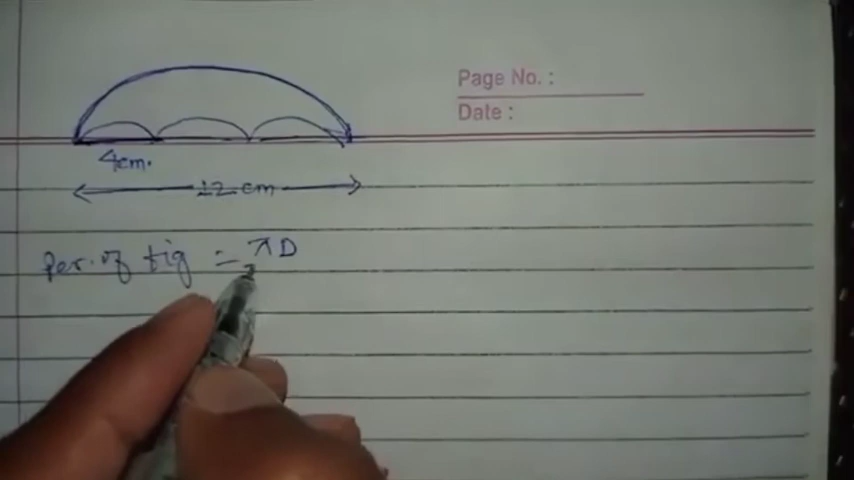 Page No. :
Date :
4cm.
12 cm
Per. of fig = πD